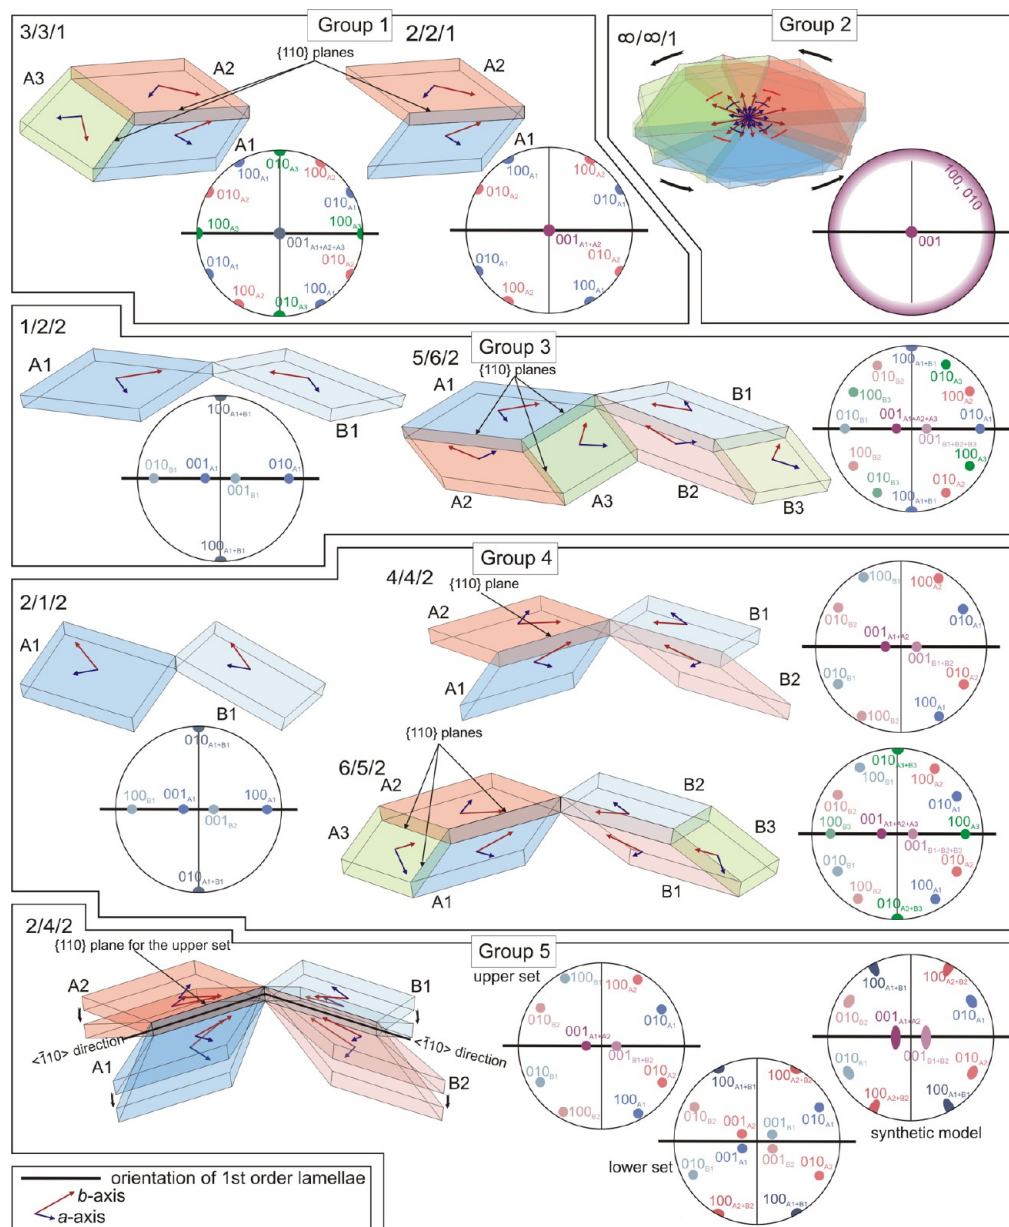 Group 1
3/3/1
2/2/1
{110} planes
A3
A2
A2
A1
A1
010A3
100A1
100A2
010A2
010A1
100A3
100A3
001A1+A2+A3
010A1
010A2
100A2
010A3
100A1
100A1
100A2
010A2
010A1
001A1+A2
010A1
010A2
100A2
100A1
Group 2
∞/∞/1
100, 010
001
Group 3
1/2/2
A1
B1
100A1+B1
010B1
001A1
010A1
001B1
100A1+B1
5/6/2
{110} planes
A1
B1
A2
A3
B2
B3
100A1+B1
010B2
010A3
100B3
100A2
010B1
001A1+A2+A3
010A1
001B1+B2+B3
100B2
100A3
010B3
010A2
100A1+B1
Group 4
2/1/2
A1
B1
010A1+B1
100B1
001A1
100A1
001B2
010A1+B1
4/4/2
{110} plane
A2
B1
A1
B2
100B1
100A2
010B2
010A1
001A1+A2
001B1+B2
010B1
010A2
100B2
100A1
6/5/2
{110} planes
A2
B2
A3
B3
A1
B1
010A3+B3
100B1
100A2
010B2
010A1
100B3
001A1+A2+A3
100A3
001B1+B2+B3
010B1
010A2
100B2
100A1
010A3+B3
Group 5
2/4/2
{110} plane for the upper set
A2
B1
<1̄10> direction
<1̄10> direction
A1
B2
upper set
100B1
100A2
010B2
010A1
001A1+A2
001B1+B2
010B1
010A2
100B2
100A1
lower set
100A1+B1
100A2+B2
010B2
010A1
001A2
001B1
001A1
001B2
010B1
010A2
100A2+B2
100A1+B1
100A1+B1
100A2+B2
010B2
010A1
001A1+A2
001B1+B2
010B1
010A2
100A2+B2
100A1+B1
synthetic model
orientation of 1st order lamellae
b-axis
a-axis